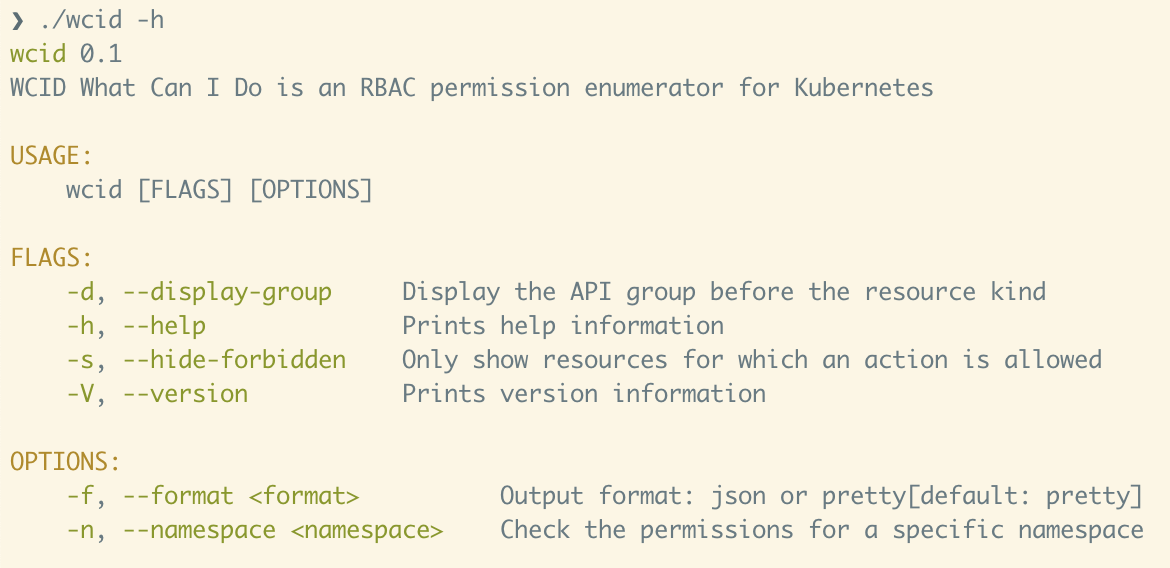 ❯ ./wcid -h
wcid 0.1
WCID What Can I Do is an RBAC permission enumerator for Kubernetes
USAGE:
wcid [FLAGS] [OPTIONS]
FLAGS:
-d, --display-group Display the API group before the resource kind
-h, --help Prints help information
-s, --hide-forbidden Only show resources for which an action is allowed
-V, --version Prints version information
OPTIONS:
-f, --format <format> Output format: json or pretty[default: pretty]
-n, --namespace <namespace> Check the permissions for a specific namespace